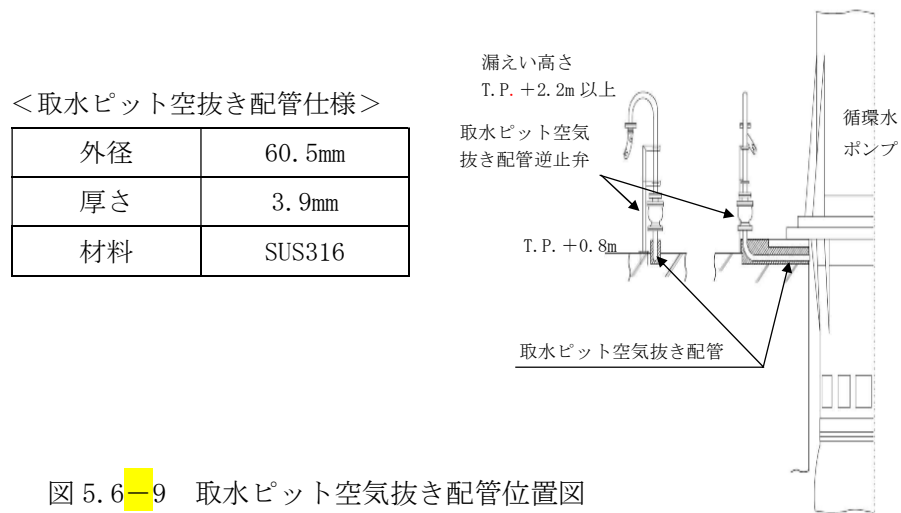 ＜取水ピット空抜き配管仕様＞
外径 60.5mm
厚さ 3.9mm
材料 SUS316
漏えい高さ
T.P.＋2.2m 以上
取水ピット空気
抜き配管逆止弁
循環水
ポンプ
T.P.＋0.8m
取水ピット空気抜き配管
図 5.6－9　取水ピット空気抜き配管位置図